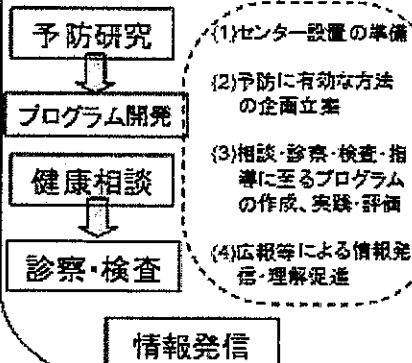 予防研究
プログラム開発
健康相談
診察・検査
情報発信
(1)センター設置の準備
(2)予防に有効な方法
の企画立案
(3)相談・診察・検査・指
導に至るプログラム
の作成、実践・評価
(4)広報等による情報発
信・理解促進